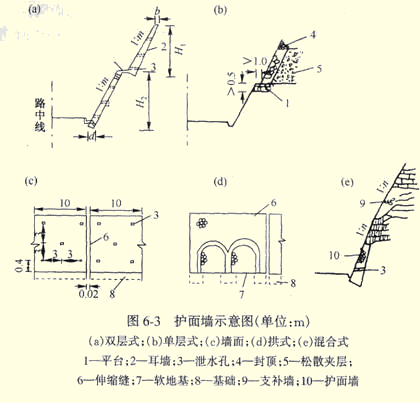 (a)
b
1:m
2
H₁
3
1:m
H₂
路中线
d
(b)
4
>1.0
5
>0.5
1
(c)
10
10
3
6
3
3
0.4
0.02
8
(d)
6
7
8
(e)
1:n
9
1:n
10
3
图 6-3 护面墙示意图(单位:m)
(a)双层式;(b)单层式;(c)墙面;(d)拱式;(e)混合式
1—平台;2—耳墙;3—泄水孔;4—封顶;5—松散夹层;
6—伸缩缝;7—软地基;8—基础;9—支补墙;10—护面墙